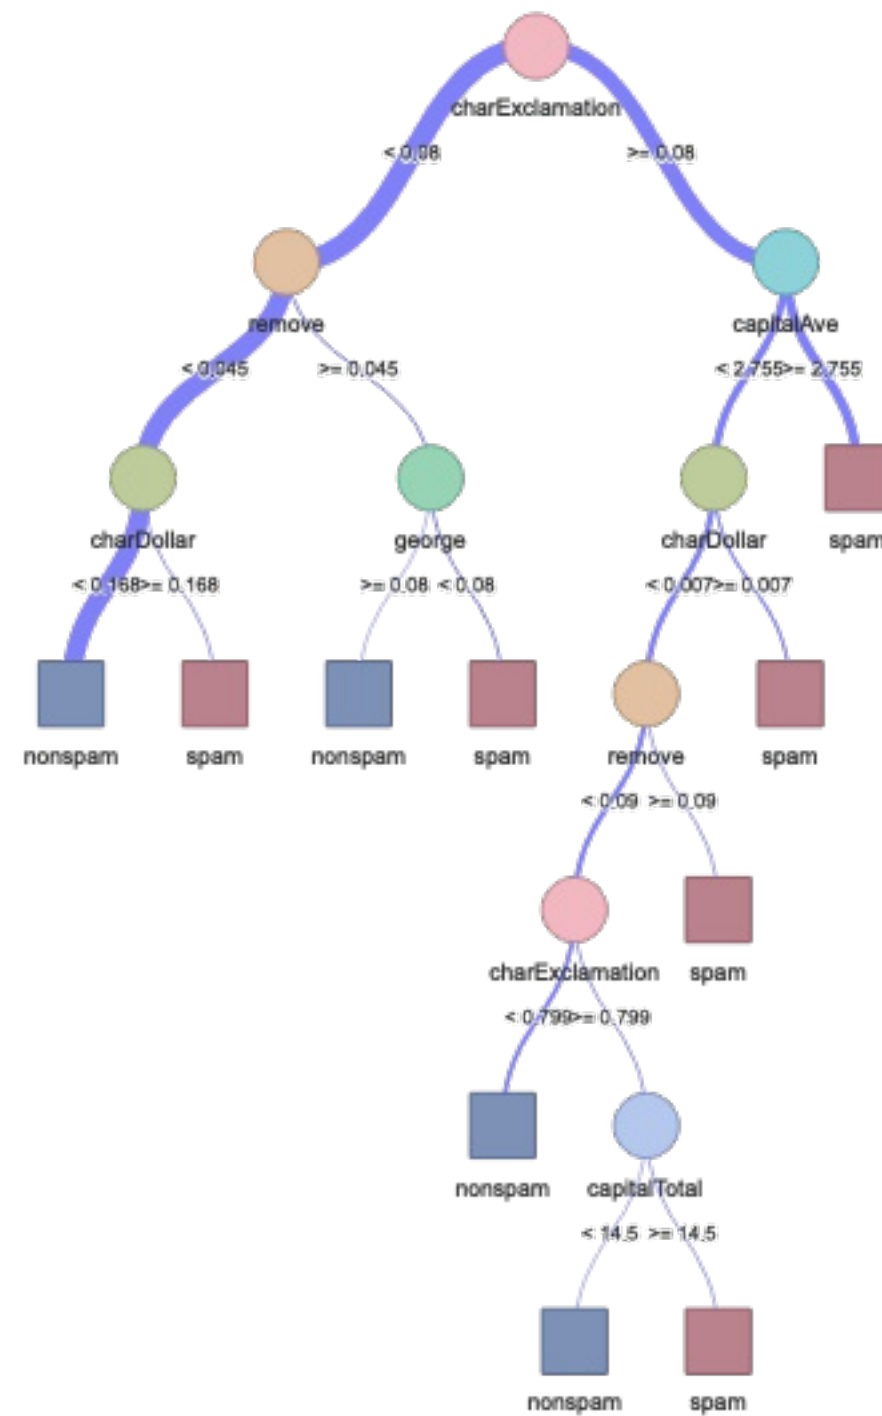 charExclamation
< 0.08 >= 0.08
remove capitalAve
< 0.045 >= 0.045 < 2.755 >= 2.755
charDollar george charDollar spam
< 0.168 >= 0.168 >= 0.08 < 0.08 < 0.007 >= 0.007
nonspam spam nonspam spam remove spam
< 0.09 >= 0.09
charExclamation spam
< 0.799 >= 0.799
nonspam capitalTotal
< 14.5 >= 14.5
nonspam spam